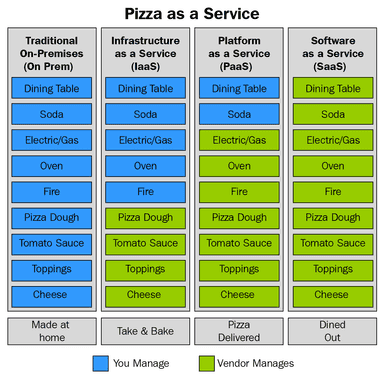 Pizza as a Service
Traditional
On-Premises
(On Prem)
Dining Table
Soda
Electric/Gas
Oven
Fire
Pizza Dough
Tomato Sauce
Toppings
Cheese
Made at
home
Infrastructure
as a Service
(IaaS)
Dining Table
Soda
Electric/Gas
Oven
Fire
Pizza Dough
Tomato Sauce
Toppings
Cheese
Take & Bake
Platform
as a Service
(PaaS)
Dining Table
Soda
Electric/Gas
Oven
Fire
Pizza Dough
Tomato Sauce
Toppings
Cheese
Pizza
Delivered
Software
as a Service
(SaaS)
Dining Table
Soda
Electric/Gas
Oven
Fire
Pizza Dough
Tomato Sauce
Toppings
Cheese
Dined
Out
You Manage
Vendor Manages